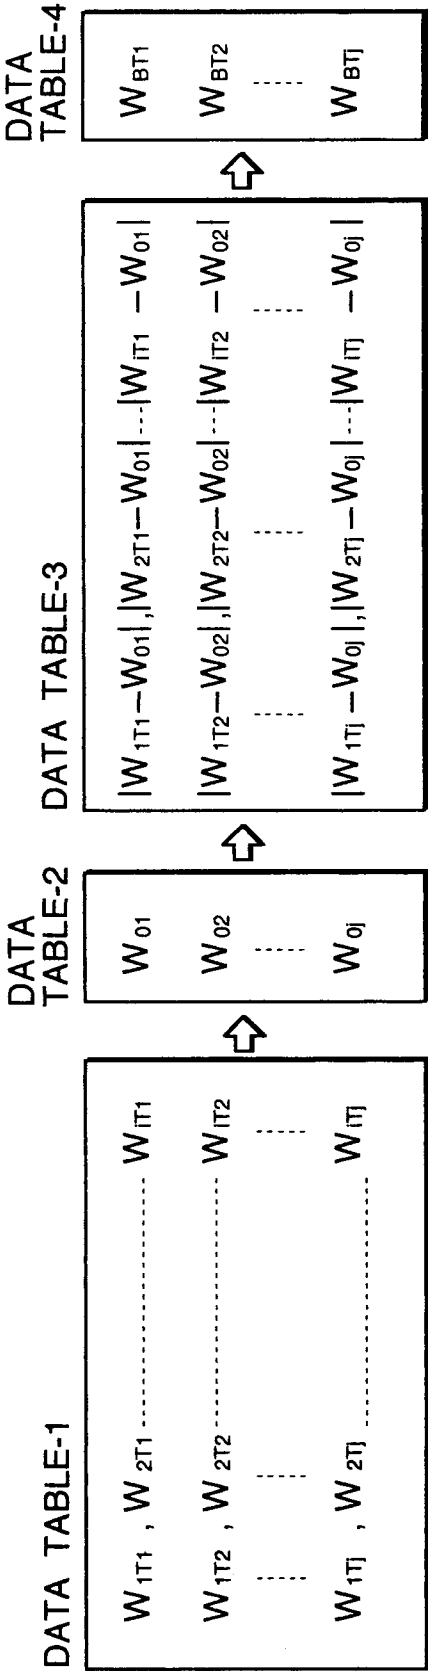 DATA TABLE-1
W1T1 , W2T1 ---------- WiT1
W1T2 , W2T2 ---------- WiT2
W1Tj , W2Tj ---------- WiTj
DATA
TABLE-2
W01
W02
W0j
DATA TABLE-3
|W1T1−W01|,|W2T1−W01|---|WiT1 −W01|
|W1T2−W02|,|W2T2−W02|---|WiT2 −W02|
|W1Tj −W0j|,|W2Tj −W0j|---|WiTj −W0j|
DATA
TABLE-4
WBT1
WBT2
WBTj